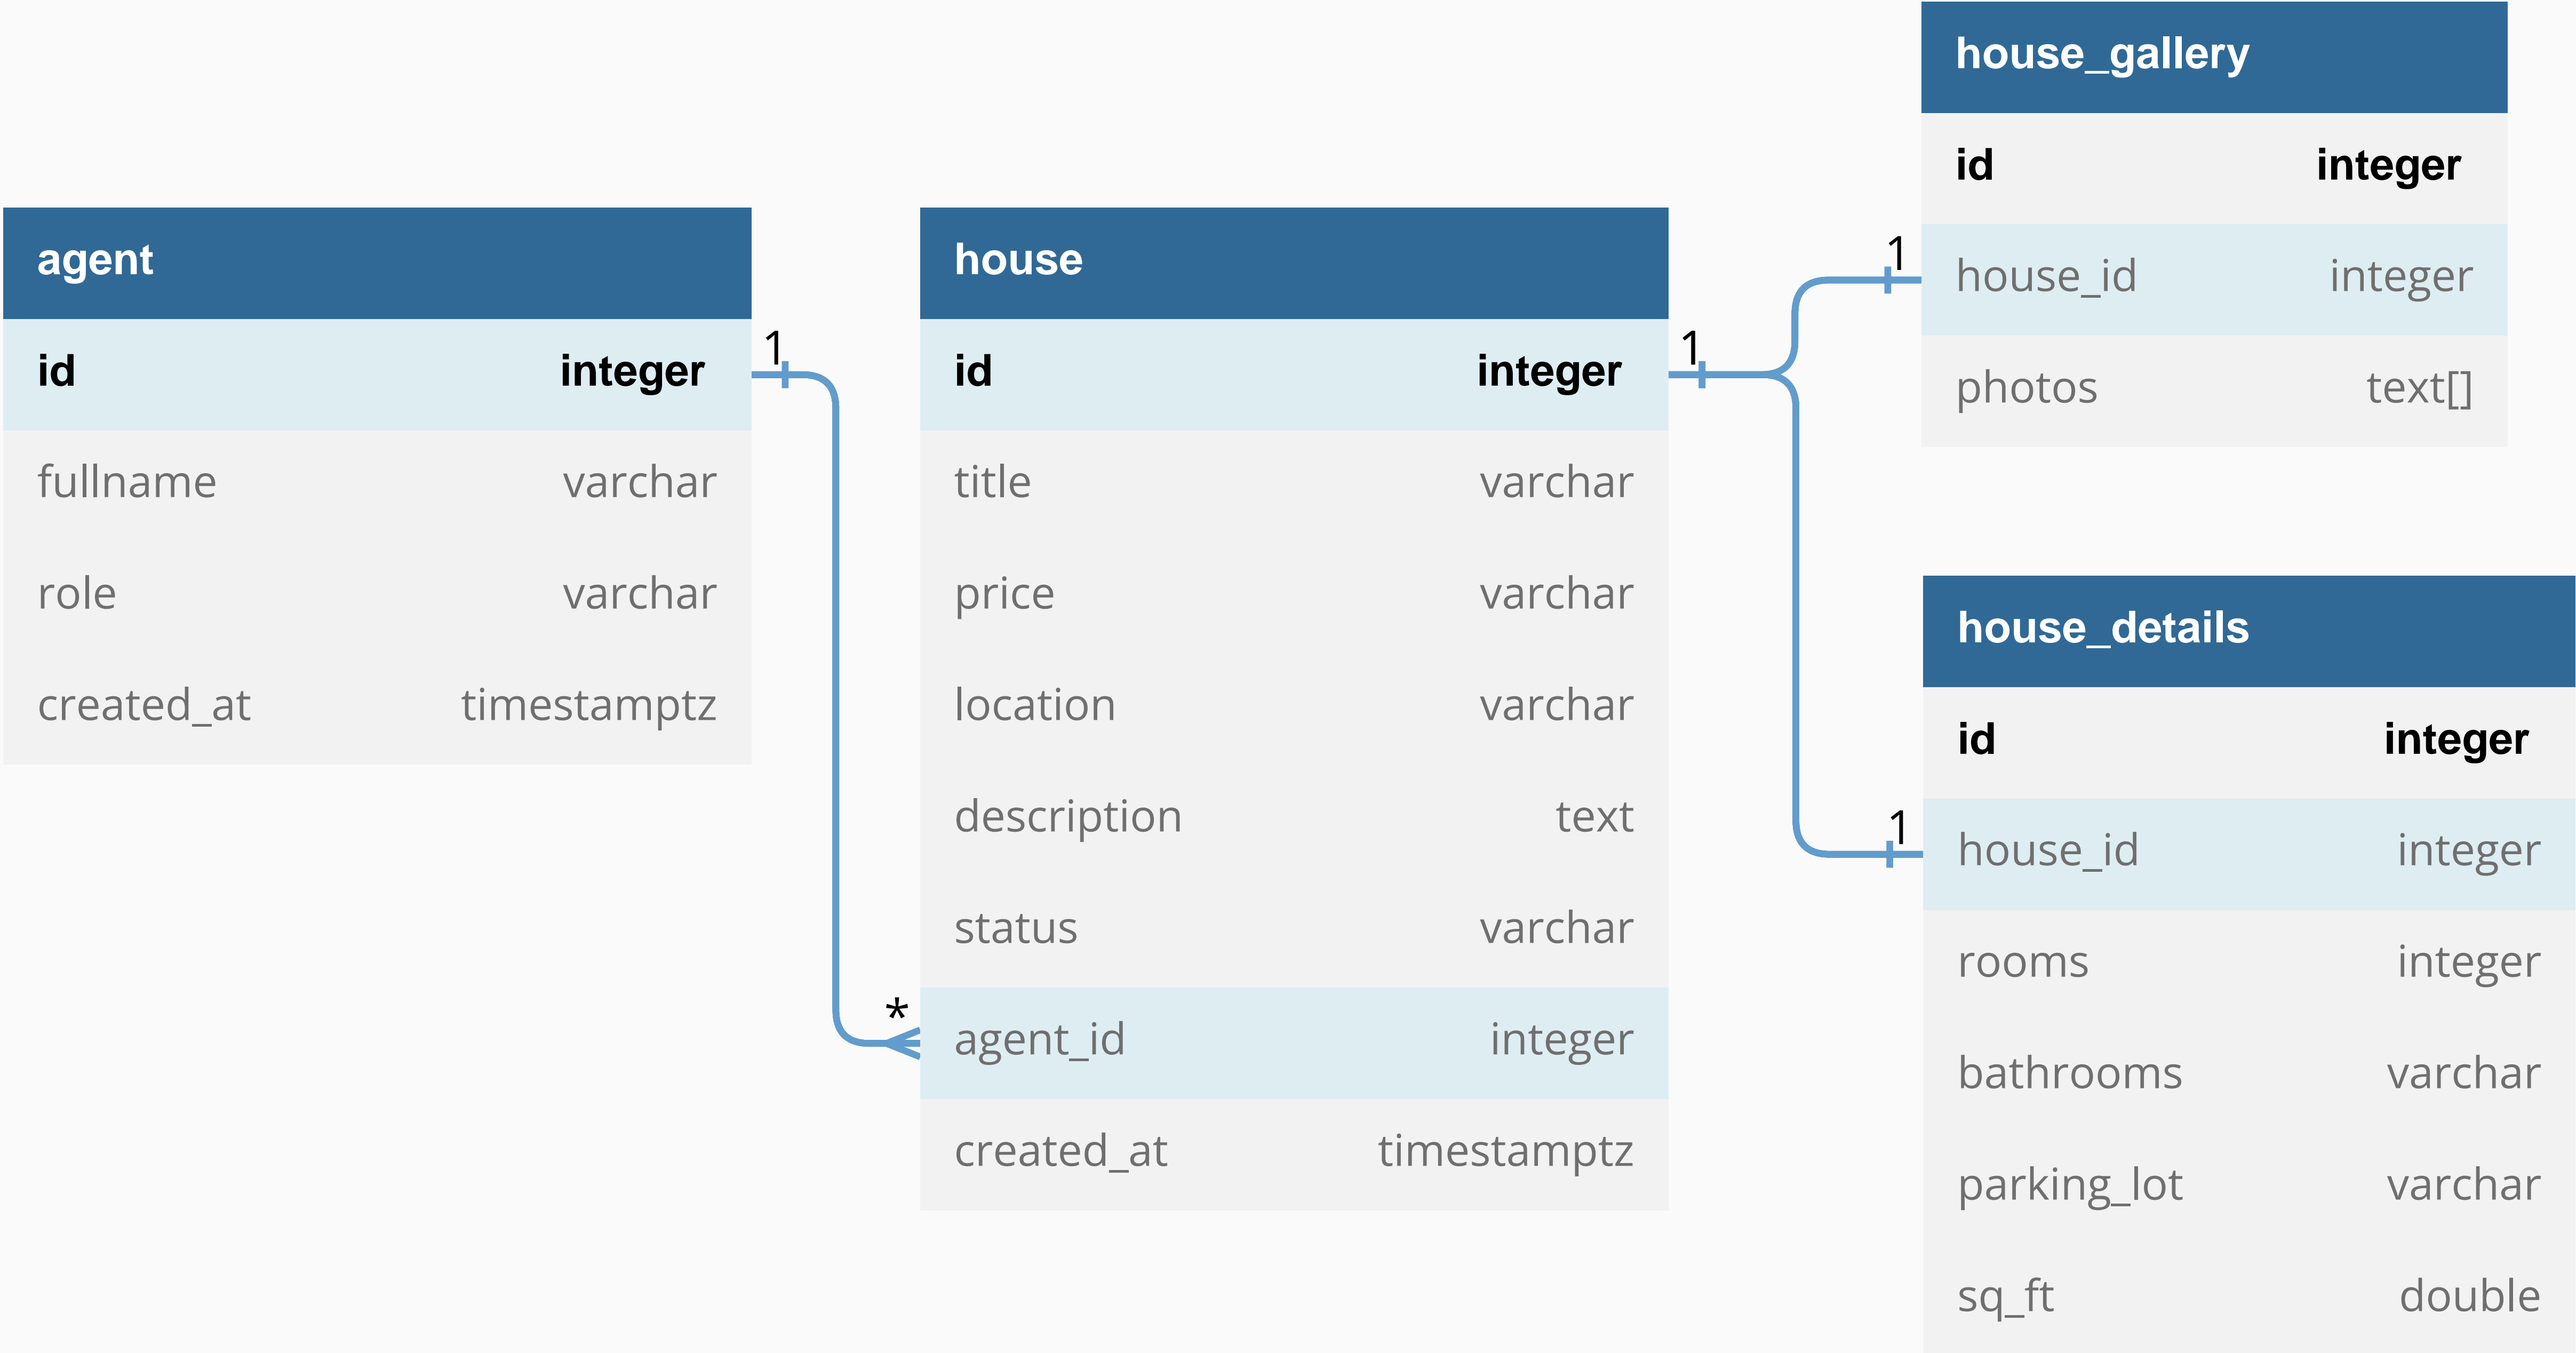 agent
id integer
fullname varchar
role varchar
created_at timestamptz
1
*
house
id integer
title varchar
price varchar
location varchar
description text
status varchar
agent_id integer
created_at timestamptz
1
1
1
house_gallery
id integer
house_id integer
photos text[]
house_details
id integer
house_id integer
rooms integer
bathrooms varchar
parking_lot varchar
sq_ft double